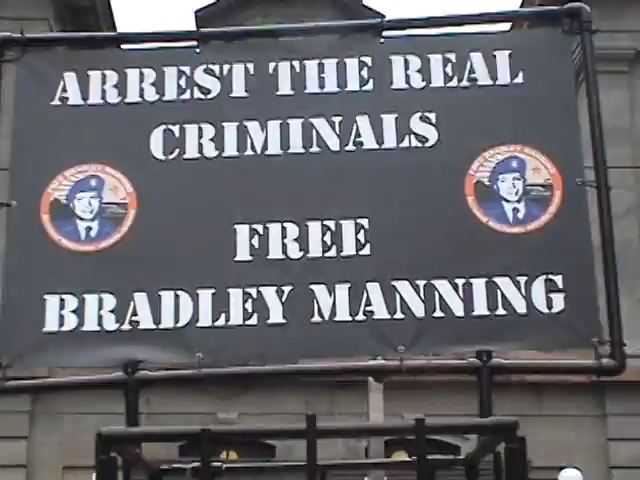 ARREST THE REAL
CRIMINALS
FREE
BRADLEY MANNING